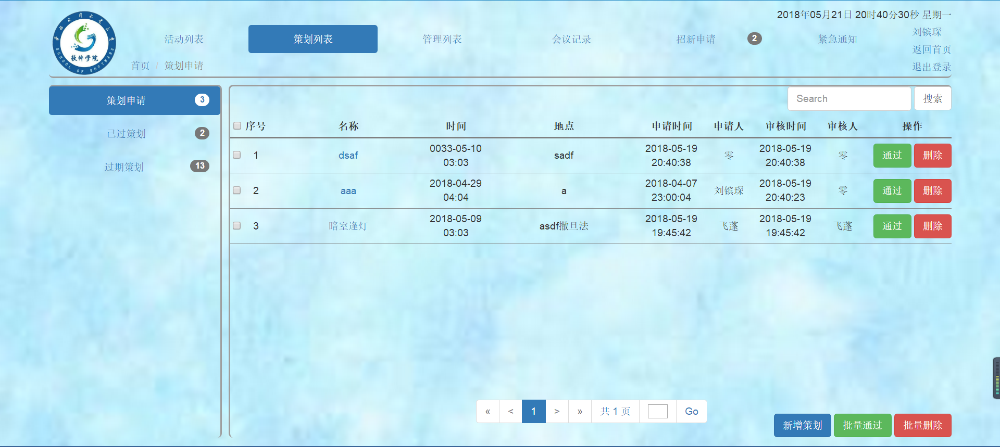 2018年05月21日 20时40分30秒 星期一
软件学院
SCHOOL OF SOFTWARE
活动列表
策划列表
管理列表
会议记录
招新申请 2
紧急通知
刘镔琛
返回首页
退出登录
首页 / 策划申请
策划申请 3
已过策划 2
过期策划 13
Search 搜索
序号 名称 时间 地点 申请时间 申请人 审核时间 审核人 操作
1 dsaf 0033-05-10 03:03 sadf 2018-05-19 20:40:38 零 2018-05-19 20:40:38 零 通过 删除
2 aaa 2018-04-29 04:04 a 2018-04-07 23:00:04 刘镔琛 2018-05-19 20:40:23 零 通过 删除
3 暗室逢灯 2018-05-09 03:03 asdf撒旦法 2018-05-19 19:45:42 飞蓬 2018-05-19 19:45:42 飞蓬 通过 删除
« < 1 > » 共 1 页 Go
新增策划 批量通过 批量删除